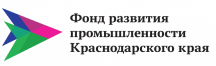 Фонд развития
промышленности
Краснодарского края